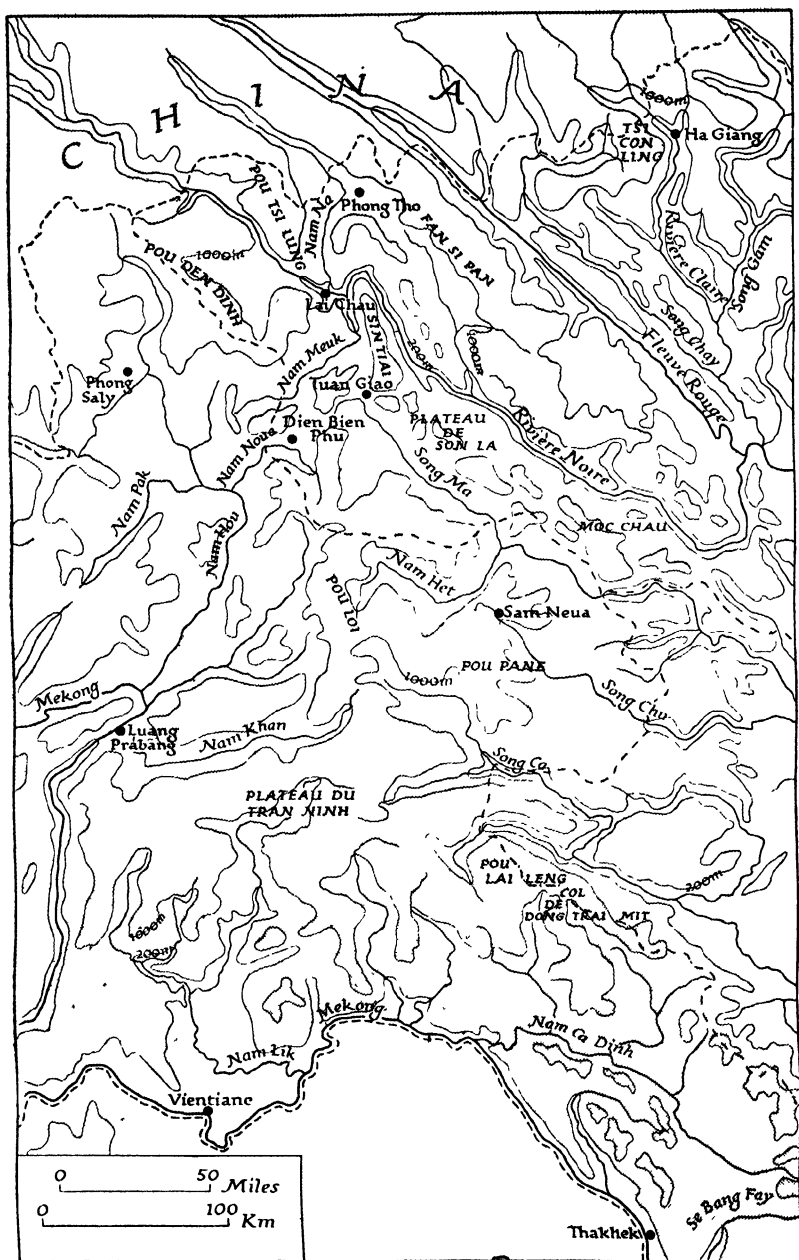 CHINA
1000m
TSI
CON
LING
Ha Giang
POU TSI LUNG
Nam Na
Phong Tho
FAN SI PAN
Rivière Claire
Song Gam
POU DEN DINH
1000m
Lai Chau
SIN TIAI
200m
1000m
Song Chay
Fleuve Rouge
Nam Meuk
Phong
Saly
Tuan Giao
PLATEAU
DE
SON LA
Dien Bien
Phu
Rivière Noire
Nam Noua
Song Ma
Nam Pak
Nam Hou
MOC CHAU
Nam Het
POU LOI
Sam Neua
POU PANE
1000m
Mekong
Song Chu
Luang
Prabang
Nam Khan
Song Ca
PLATEAU DU
TRAN NINH
POU
LAI LENG
COL
DE
DONG TRAI MIT
200m
1000m
200m
Mekong
Nam Ca Dinh
Nam Lik
Vientiane
0 50 Miles
0 100 Km
Se Bang Fay
Thakhek